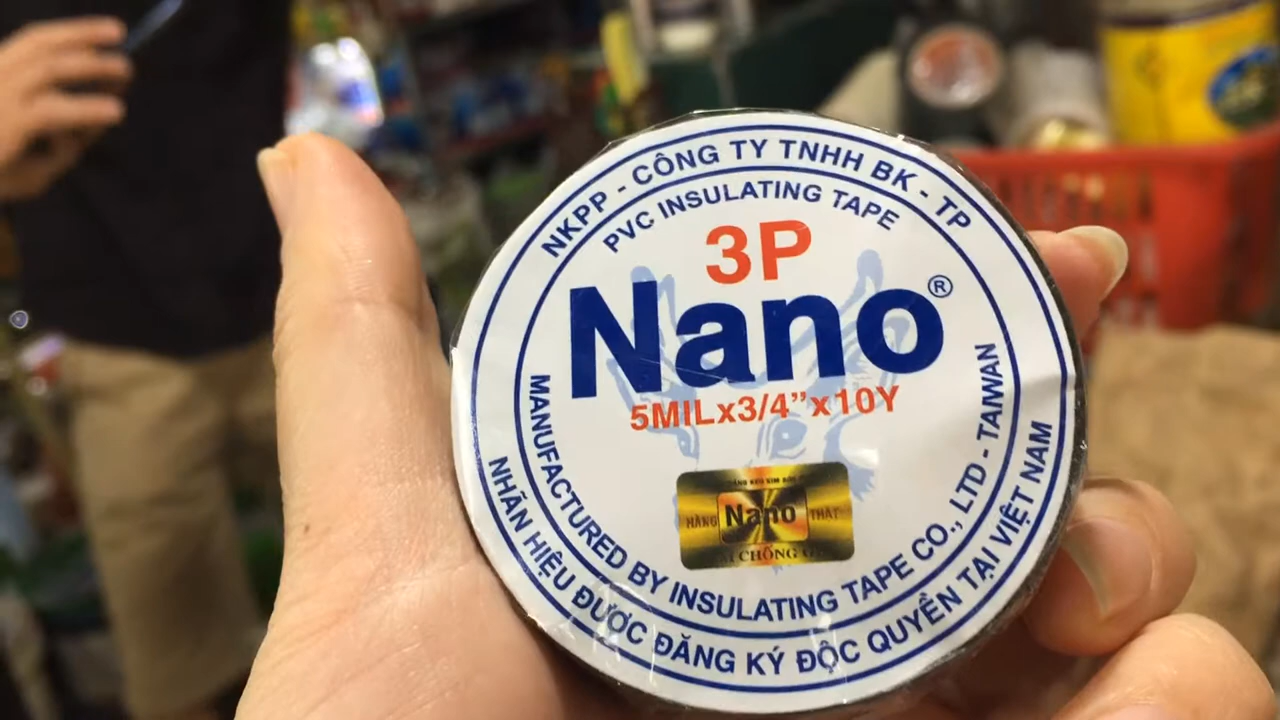 NKPP - CÔNG TY TNHH BK - TP
PVC INSULATING TAPE
3P
Nano®
5MILx3/4”x10Y
HÀNG Nano THẬT
CHỐNG
MANUFACTURED BY INSULATING TAPE CO., LTD - TAIWAN
NHÃN HIỆU ĐƯỢC ĐĂNG KÝ ĐỘC QUYỀN TẠI VIỆT NAM